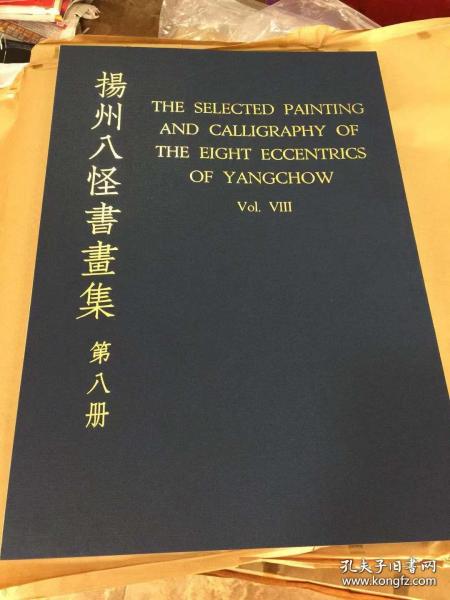 揚州八怪書畫集
第八册
THE SELECTED PAINTING
AND CALLIGRAPHY OF
THE EIGHT ECCENTRICS
OF YANGCHOW
Vol. VIII
孔夫子旧书网
www.kongfz.com